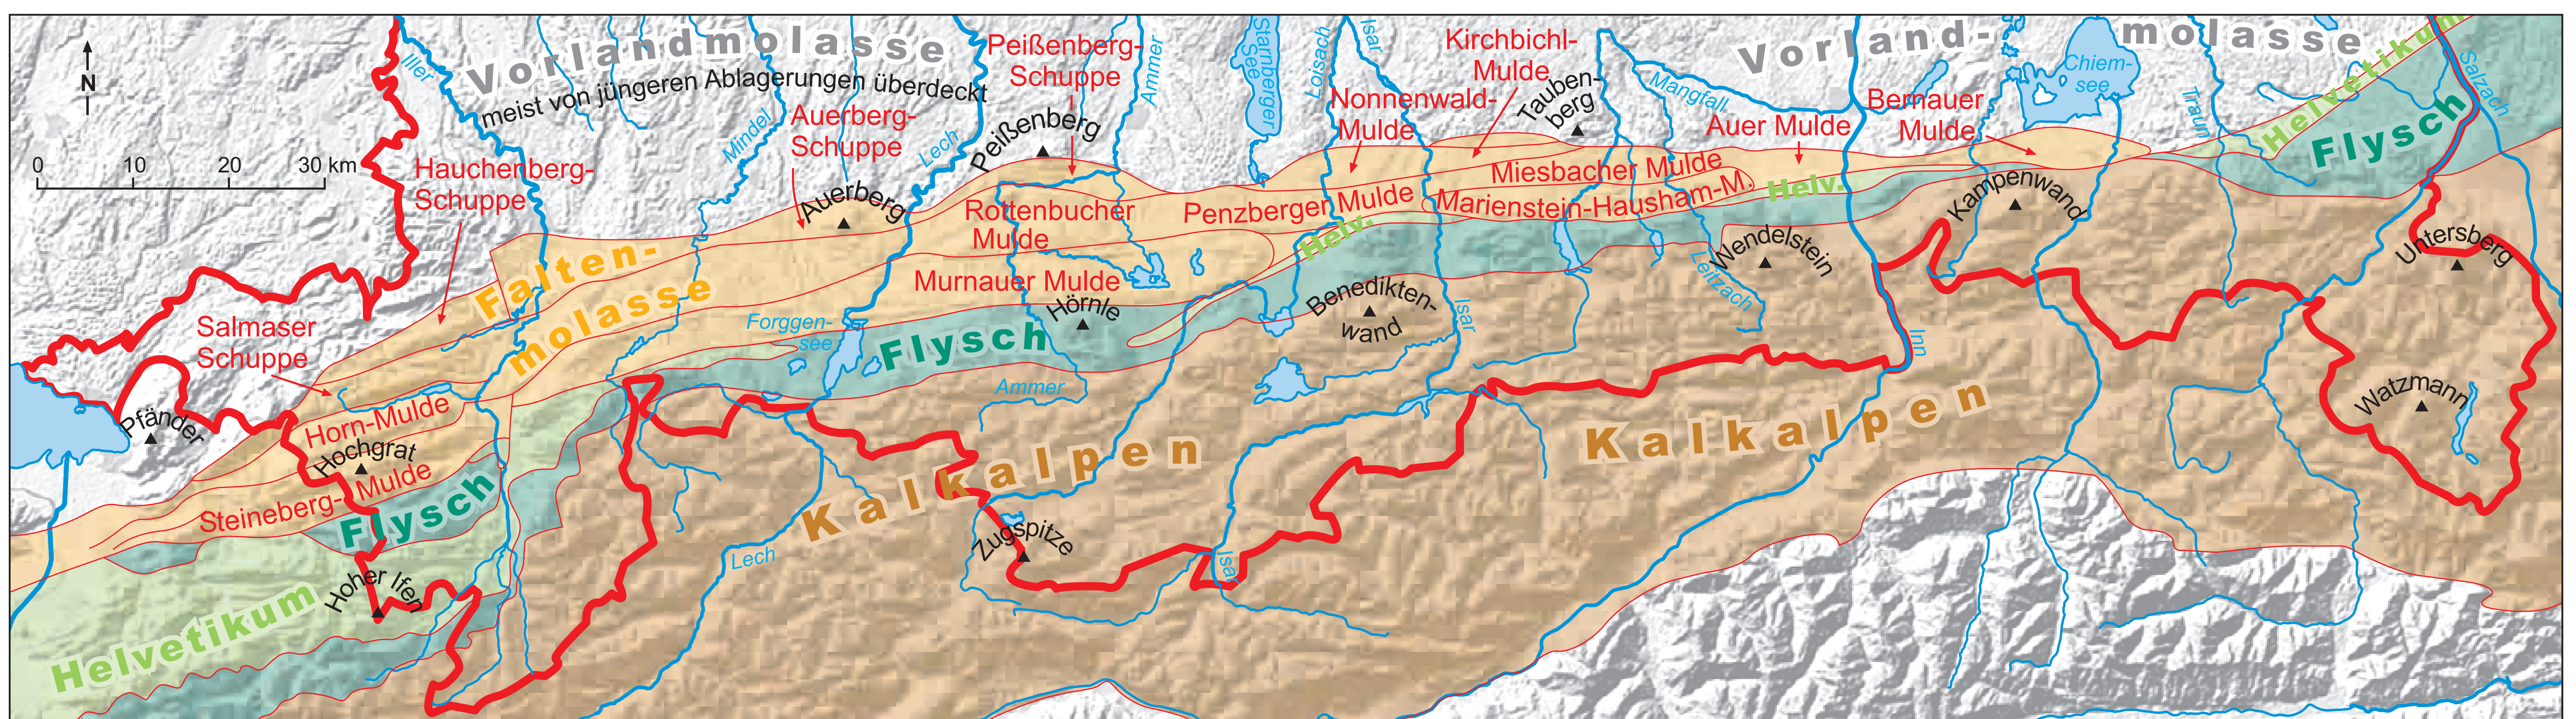 Vorlandmolasse
meist von jüngeren Ablagerungen überdeckt
N
0 10 20 30 km
Iller
Mindel
Lech
Ammer
Starnberger
See
Loisach
Isar
Mangfall
Vorland-
molasse
Chiem-
see
Traun
Salzach
Helvetikum
Flysch
Hauchenberg-
Schuppe
Auerberg-
Schuppe
Peißenberg-
Schuppe
Peißenberg
Auerberg
Kirchbichl-
Mulde
Nonnenwald-
Mulde
Tauben-
berg
Auer Mulde
Bernauer
Mulde
Miesbacher Mulde
Marienstein-Hausham-M.
Penzberger Mulde
Helv.
Helv.
Rottenbucher
Mulde
Murnauer Mulde
Falten-
molasse
Salmaser
Schuppe
Forggen-
see
Flysch
Hörnle
Ammer
Benedikten-
wand
Isar
Leitzach
Wendelstein
Kampenwand
Inn
Untersberg
Watzmann
Pfänder
Horn-Mulde
Hochgrat
Steineberg-Mulde
Flysch
Hoher Ifen
Helvetikum
Kalkalpen
Kalkalpen
Zugspitze
Lech
Isar